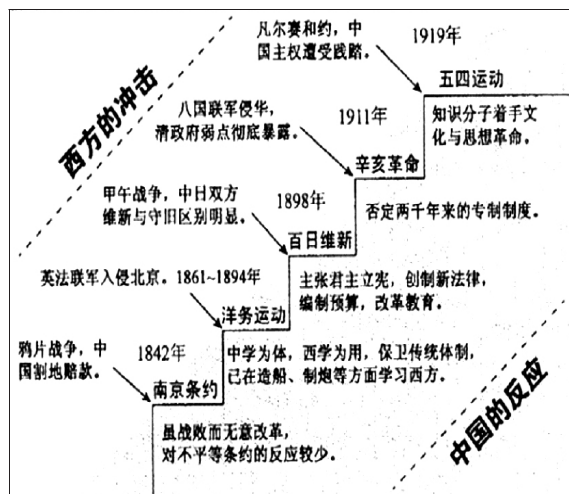 凡尔赛和约，中
国主权遭受践踏。
1919年
五四运动
知识分子着手文
化与思想革命。
西方的冲击
八国联军侵华，
清政府弱点彻底暴露。
1911年
辛亥革命
否定两千年来的专制制度。
甲午战争，中日双方
维新与守旧区别明显。
1898年
百日维新
主张君主立宪，创制新法律，
编制预算，改革教育。
英法联军入侵北京。1861~1894年
洋务运动
中学为体，西学为用，保卫传统体制，
已在造船、制炮等方面学习西方。
鸦片战争，中
国割地赔款。
1842年
南京条约
虽战败而无意改革，
对不平等条约的反应较少。
中国的反应